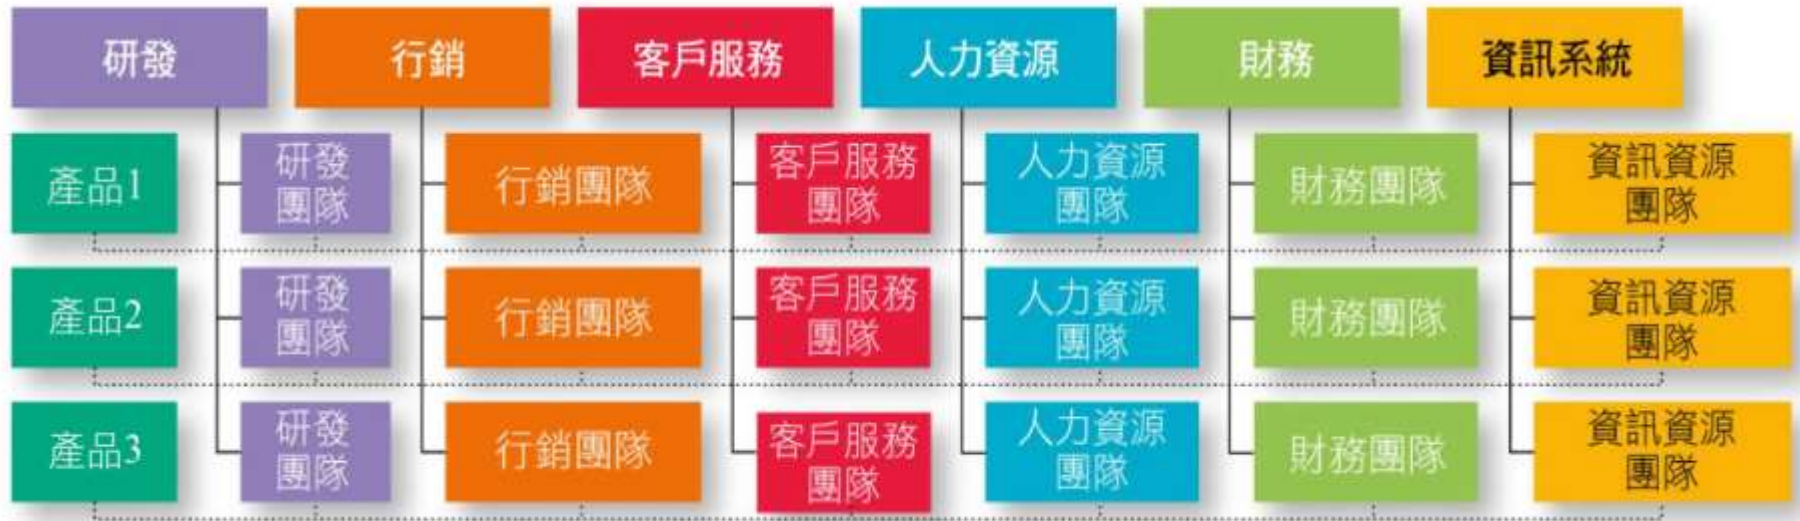 研發
行銷
客戶服務
人力資源
財務
資訊系統
產品1
研發
團隊
行銷團隊
客戶服務
團隊
人力資源
團隊
財務團隊
資訊資源
團隊
產品2
研發
團隊
行銷團隊
客戶服務
團隊
人力資源
團隊
財務團隊
資訊資源
團隊
產品3
研發
團隊
行銷團隊
客戶服務
團隊
人力資源
團隊
財務團隊
資訊資源
團隊